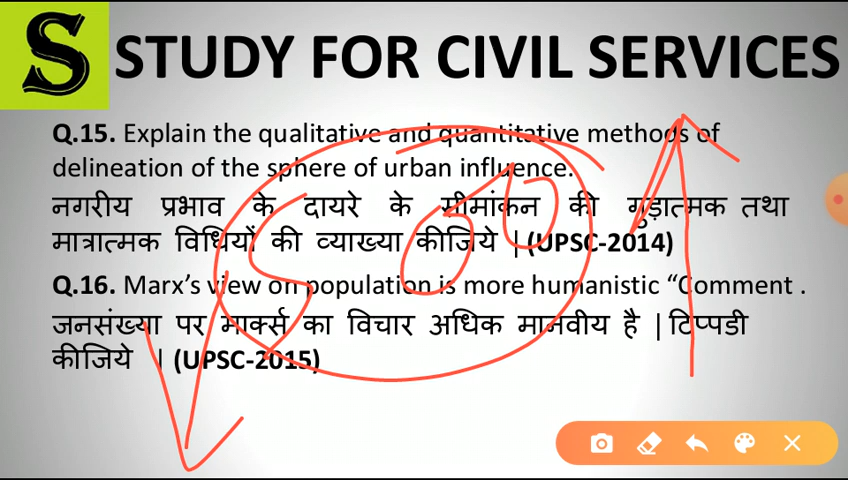 S STUDY FOR CIVIL SERVICES
Q.15. Explain the qualitative and quantitative methods of
delineation of the sphere of urban influence.
नगरीय प्रभाव के दायरे के सीमांकन की गुड़ात्मक तथा
मात्रात्मक विधियों की व्याख्या कीजिये | (UPSC-2014)
Q.16. Marx's view on population is more humanistic “Comment .
जनसंख्या पर मार्क्स का विचार अधिक मानवीय है | टिप्पडी
कीजिये | (UPSC-2015)
500